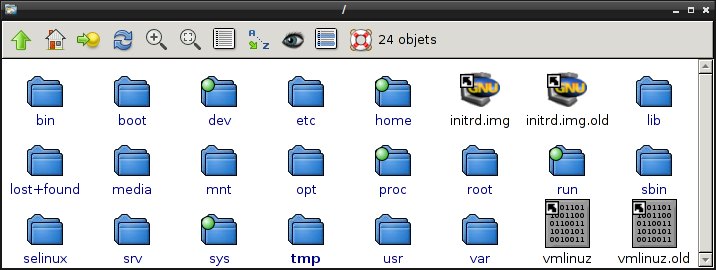 /
24 objets
bin boot dev etc home initrd.img initrd.img.old lib
lost+found media mnt opt proc root run sbin
selinux srv sys tmp usr var vmlinuz vmlinuz.old